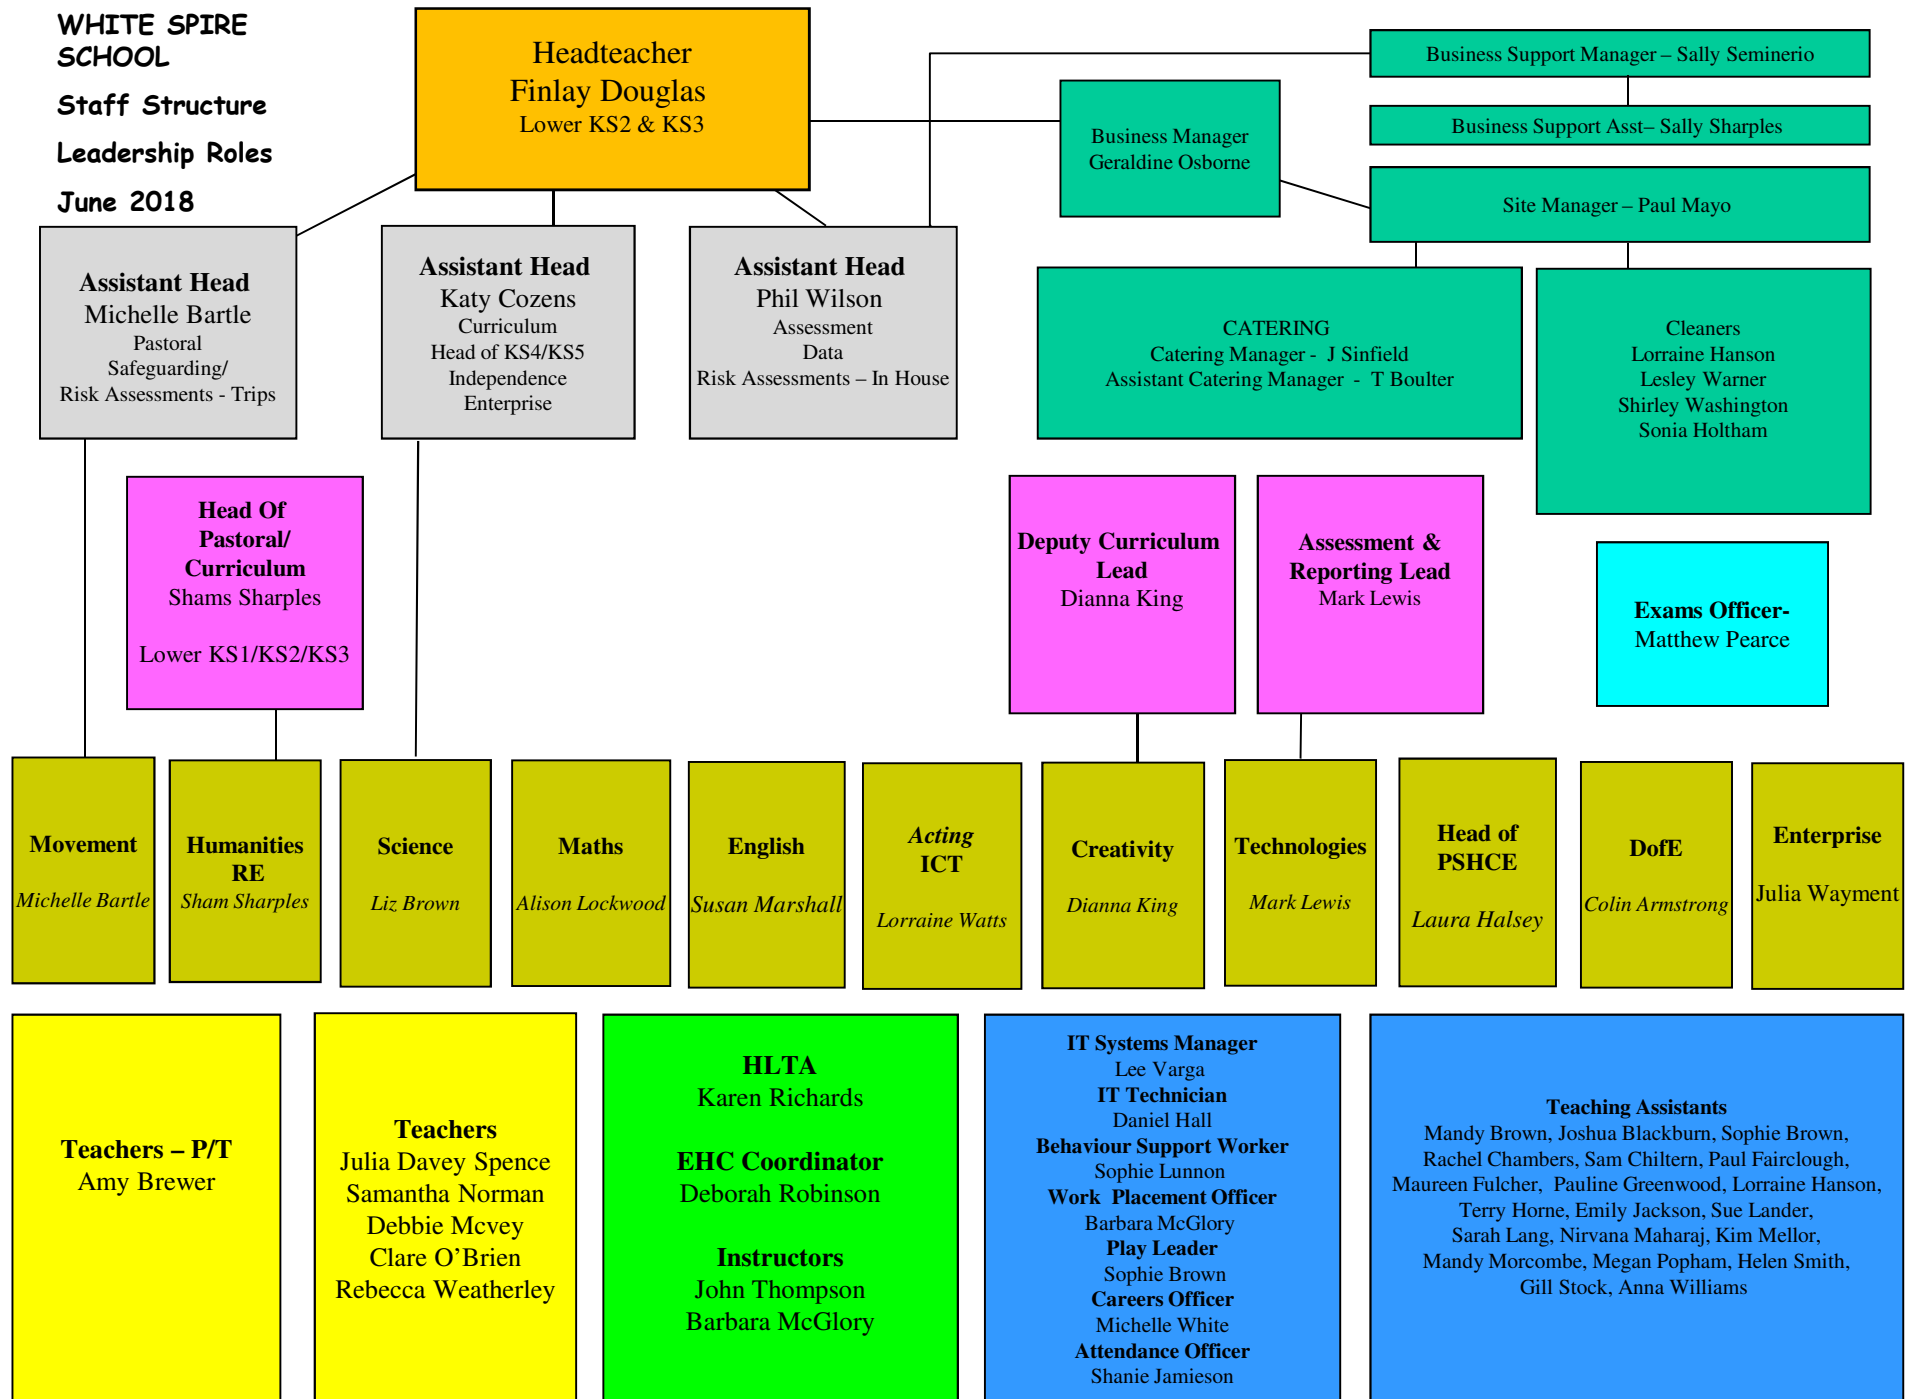 WHITE SPIRE
SCHOOL
Staff Structure
Leadership Roles
June 2018
Headteacher
Finlay Douglas
Lower KS2 & KS3
Business Manager
Geraldine Osborne
Business Support Manager – Sally Seminerio
Business Support Asst– Sally Sharples
Site Manager – Paul Mayo
Assistant Head
Michelle Bartle
Pastoral
Safeguarding/
Risk Assessments - Trips
Assistant Head
Katy Cozens
Curriculum
Head of KS4/KS5
Independence
Enterprise
Assistant Head
Phil Wilson
Assessment
Data
Risk Assessments – In House
CATERING
Catering Manager - J Sinfield
Assistant Catering Manager - T Boulter
Cleaners
Lorraine Hanson
Lesley Warner
Shirley Washington
Sonia Holtham
Head Of
Pastoral/
Curriculum
Shams Sharples
Lower KS1/KS2/KS3
Deputy Curriculum
Lead
Dianna King
Assessment &
Reporting Lead
Mark Lewis
Exams Officer-
Matthew Pearce
Movement
Michelle Bartle
Humanities
RE
Sham Sharples
Science
Liz Brown
Maths
Alison Lockwood
English
Susan Marshall
Acting
ICT
Lorraine Watts
Creativity
Dianna King
Technologies
Mark Lewis
Head of
PSHCE
Laura Halsey
DofE
Colin Armstrong
Enterprise
Julia Wayment
Teachers – P/T
Amy Brewer
Teachers
Julia Davey Spence
Samantha Norman
Debbie Mcvey
Clare O’Brien
Rebecca Weatherley
HLTA
Karen Richards
EHC Coordinator
Deborah Robinson
Instructors
John Thompson
Barbara McGlory
IT Systems Manager
Lee Varga
IT Technician
Daniel Hall
Behaviour Support Worker
Sophie Lunnon
Work Placement Officer
Barbara McGlory
Play Leader
Sophie Brown
Careers Officer
Michelle White
Attendance Officer
Shanie Jamieson
Teaching Assistants
Mandy Brown, Joshua Blackburn, Sophie Brown,
Rachel Chambers, Sam Chiltern, Paul Fairclough,
Maureen Fulcher, Pauline Greenwood, Lorraine Hanson,
Terry Horne, Emily Jackson, Sue Lander,
Sarah Lang, Nirvana Maharaj, Kim Mellor,
Mandy Morcombe, Megan Popham, Helen Smith,
Gill Stock, Anna Williams